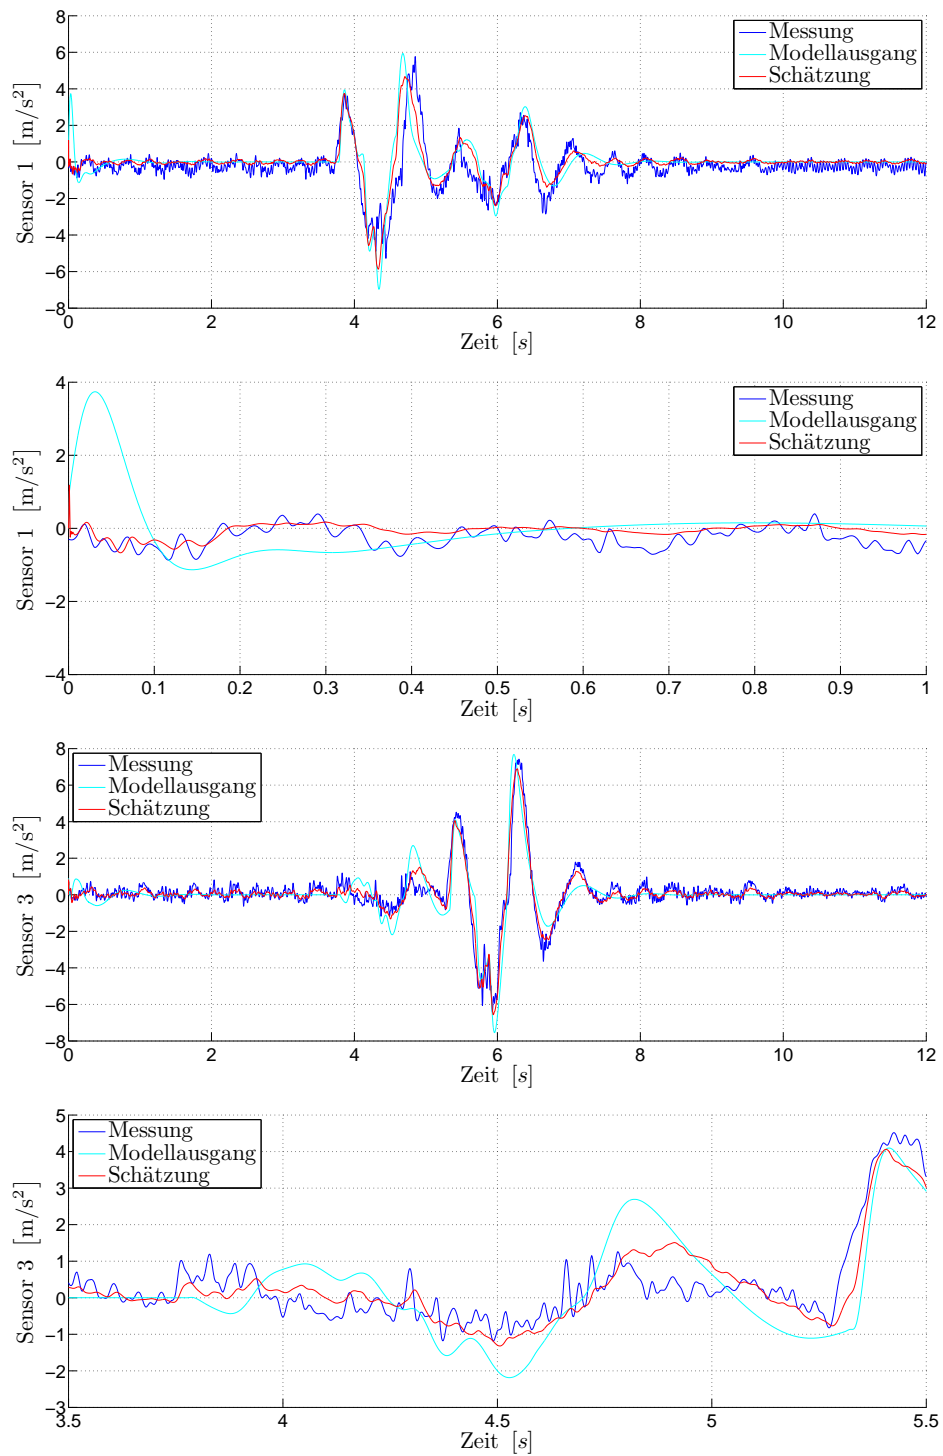 8
6
4
2
0
−2
−4
−6
−8
Sensor 1 [m/s²]
Messung
Modellausgang
Schätzung
0 2 4 6 8 10 12
Zeit [s]
4
2
0
−2
−4
Sensor 1 [m/s²]
Messung
Modellausgang
Schätzung
0 0.1 0.2 0.3 0.4 0.5 0.6 0.7 0.8 0.9 1
Zeit [s]
8
6
4
2
0
−2
−4
−6
−8
Sensor 3 [m/s²]
Messung
Modellausgang
Schätzung
0 2 4 6 8 10 12
Zeit [s]
5
4
3
2
1
0
−1
−2
−3
Sensor 3 [m/s²]
Messung
Modellausgang
Schätzung
3.5 4 4.5 5 5.5
Zeit [s]